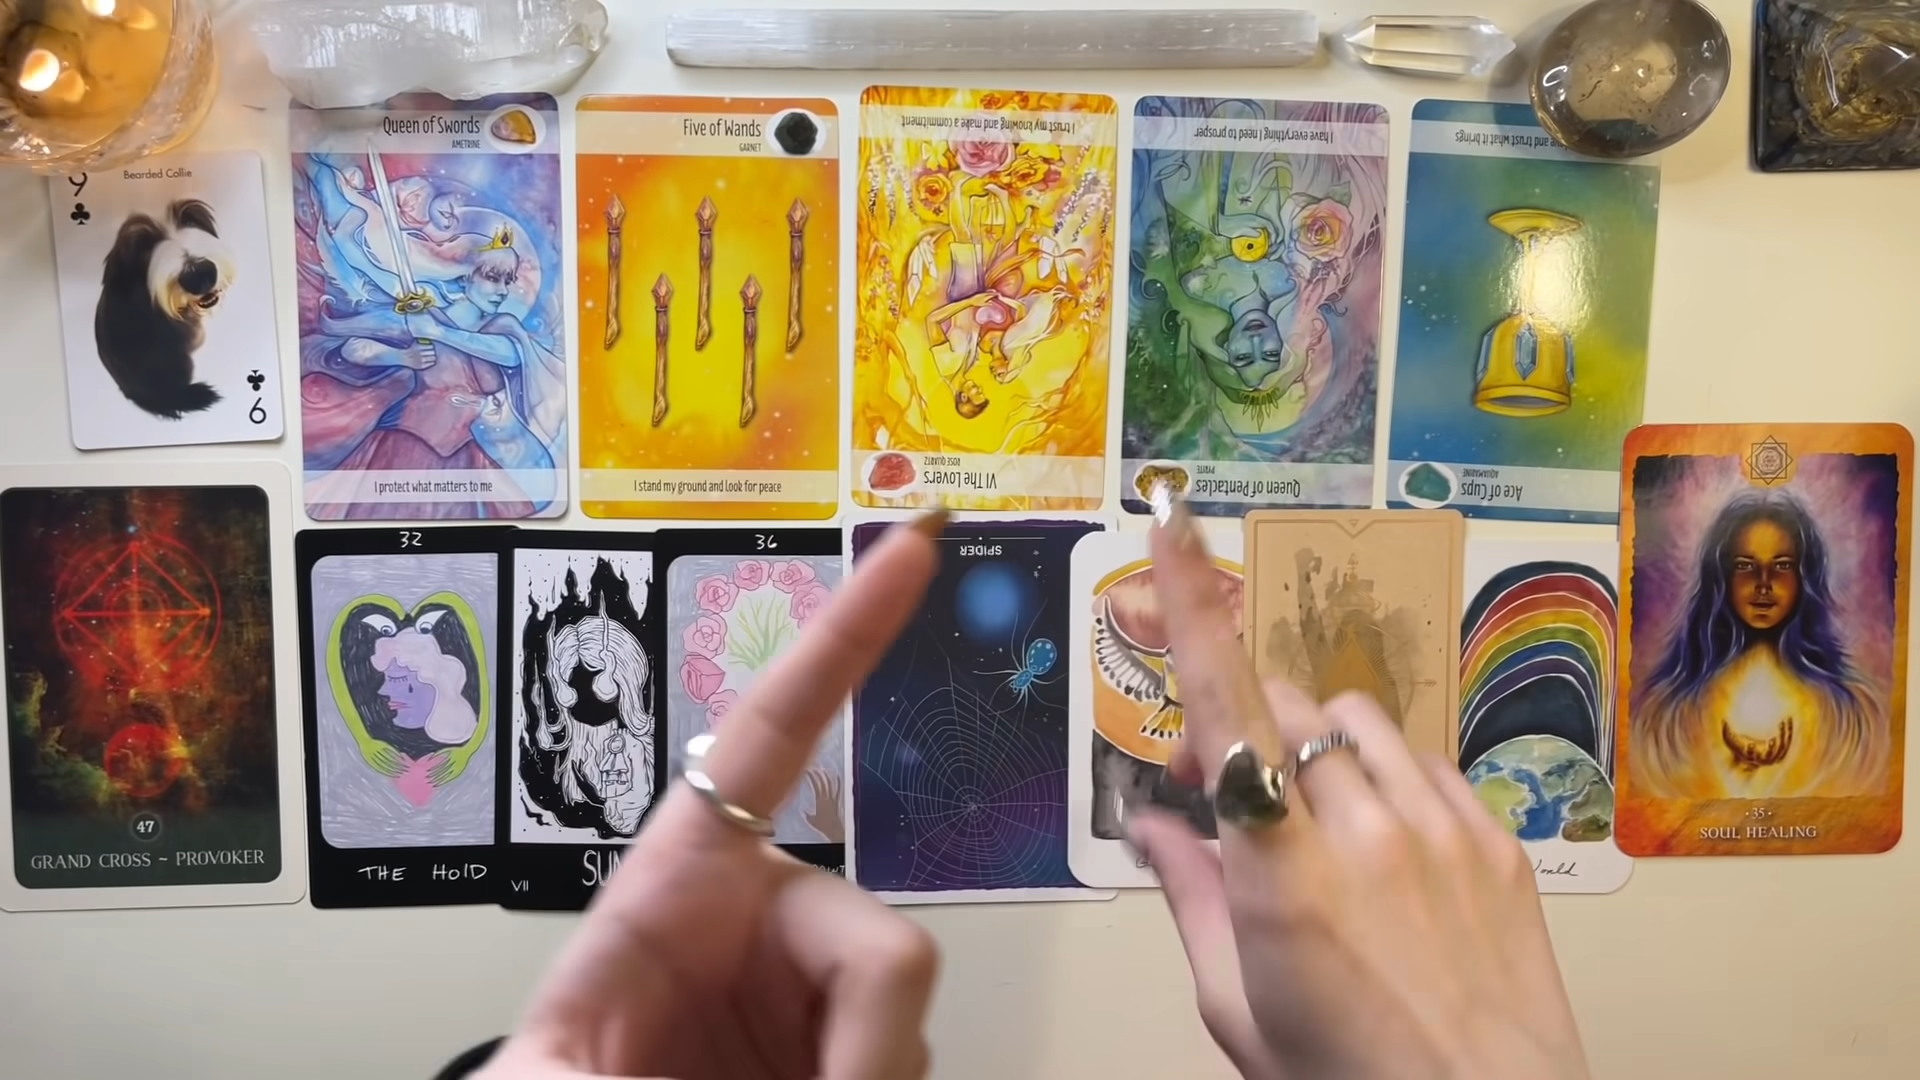 9
Bearded Collie
9
Queen of Swords
AMETRINE
I protect what matters to me
Five of Wands
GARNET
I stand my ground and look for peace
I trust my knowing and make a commitment
VI The Lovers
ROSE QUARTZ
I have everything I need to prosper
Queen of Pentacles
PYRITE
and trust what it brings
Ace of Cups
AQUAMARINE
47
GRAND CROSS ~ PROVOKER
32
THE HOlD
VII
36
SPIDER
World
·35·
SOUL HEALING